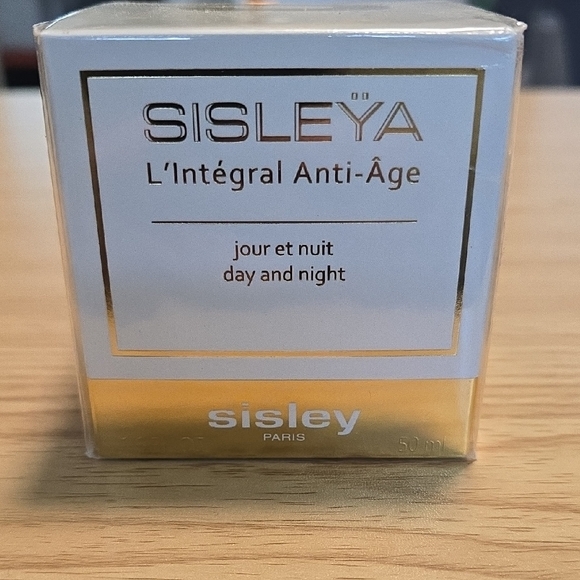 SISLEŸA
L'Intégral Anti-Âge
jour et nuit
day and night
sisley
PARIS
50 ml